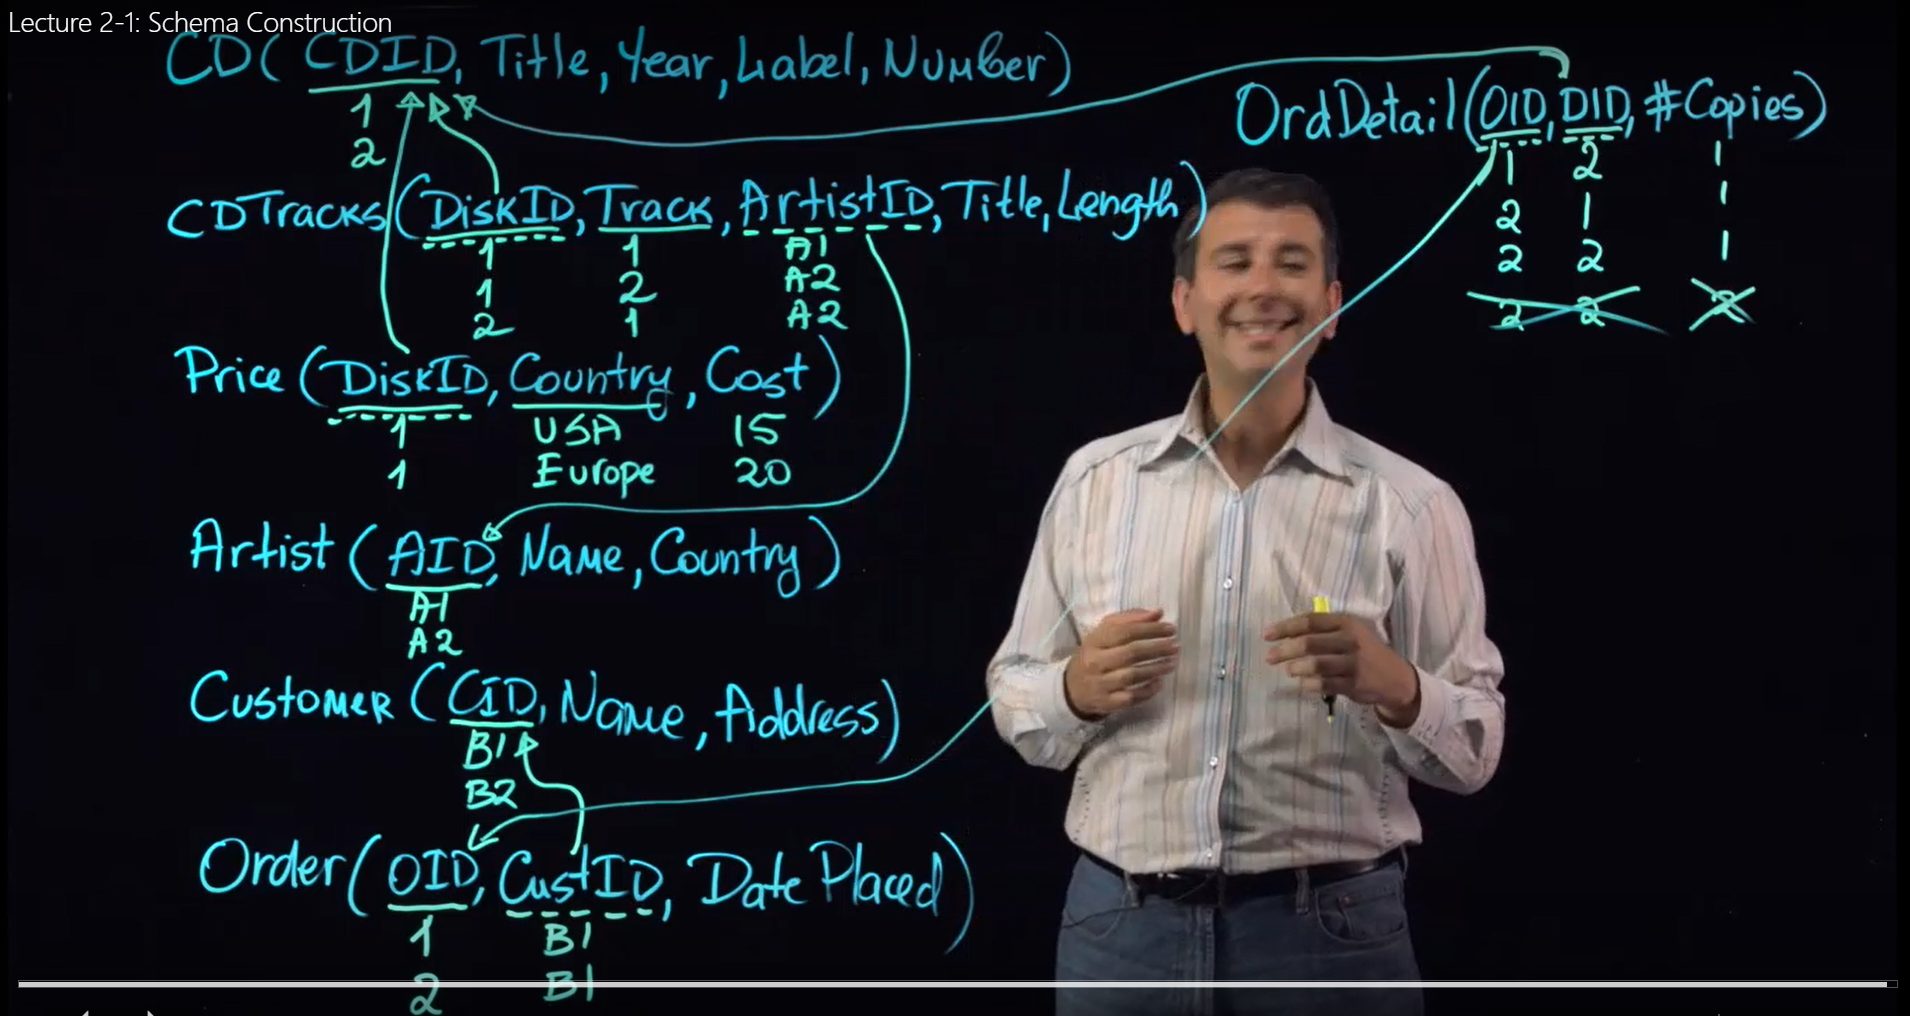 Lecture 2-1: Schema Construction
CD(CDID, Title, Year, Label, Number)
1
2
CDTracks(DiskID, Track, ArtistID, Title, Length)
1 1 A1
1 2 A2
2 1 A2
Price(DiskID, Country, Cost)
1 USA 15
1 Europe 20
Artist(AID, Name, Country)
A1
A2
Customer(CID, Name, Address)
B1
B2
Order(OID, CustID, Date Placed)
1 B1
2 B1
OrdDetail(OID, DID, #Copies)
1 2 1
2 1 1
2 2 1
2 2 2